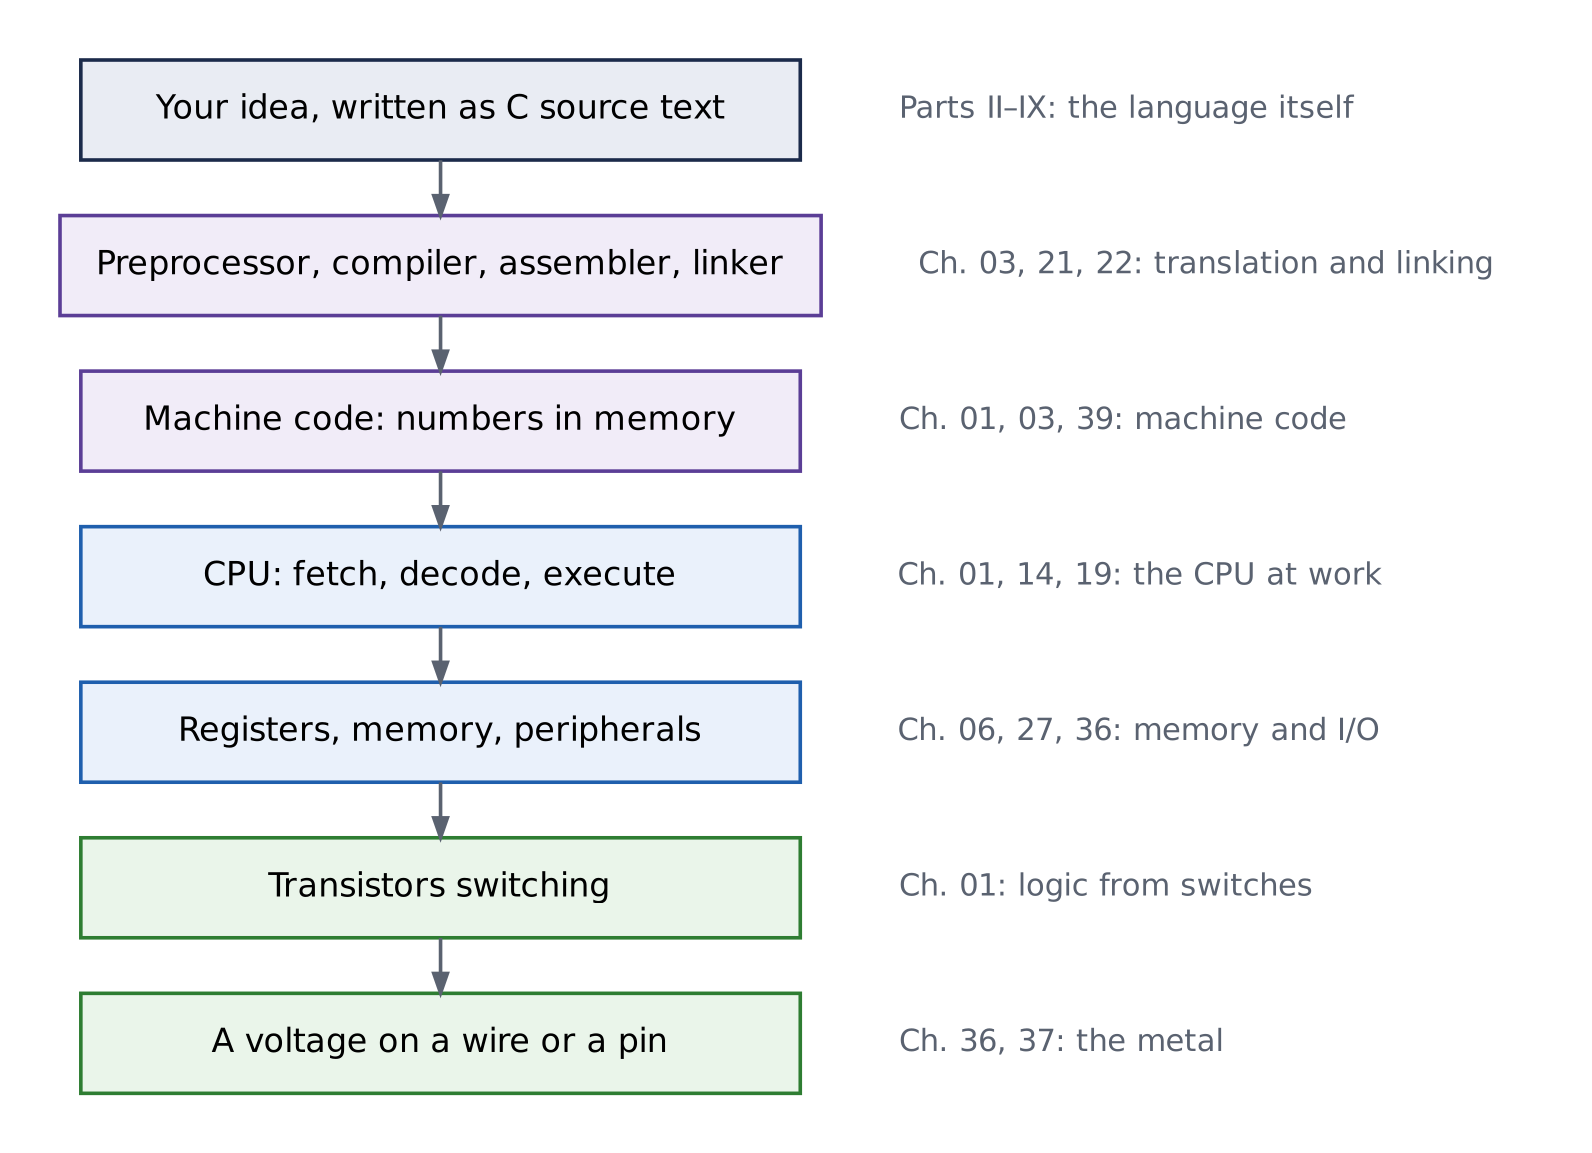 Your idea, written as C source text
Parts II–IX: the language itself
Preprocessor, compiler, assembler, linker
Ch. 03, 21, 22: translation and linking
Machine code: numbers in memory
Ch. 01, 03, 39: machine code
CPU: fetch, decode, execute
Ch. 01, 14, 19: the CPU at work
Registers, memory, peripherals
Ch. 06, 27, 36: memory and I/O
Transistors switching
Ch. 01: logic from switches
A voltage on a wire or a pin
Ch. 36, 37: the metal